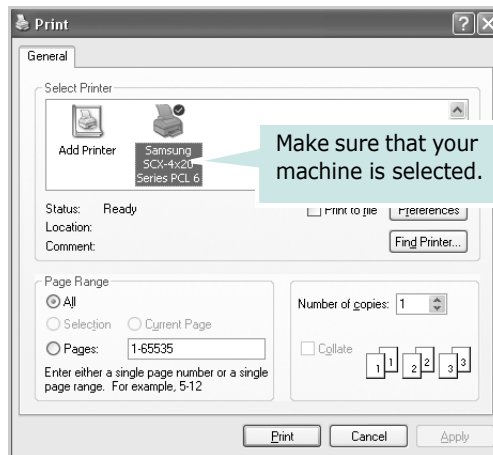 Print
General
Select Printer
Add Printer
Samsung
SCX-4x20
Series PCL 6
Make sure that your
machine is selected.
Status: Ready
Location:
Comment:
Print to file
Preferences
Find Printer...
Page Range
All
Selection
Current Page
Pages: 1-65535
Enter either a single page number or a single
page range. For example, 5-12
Number of copies: 1
Collate
1 1 2 2 3 3
Print
Cancel
Apply